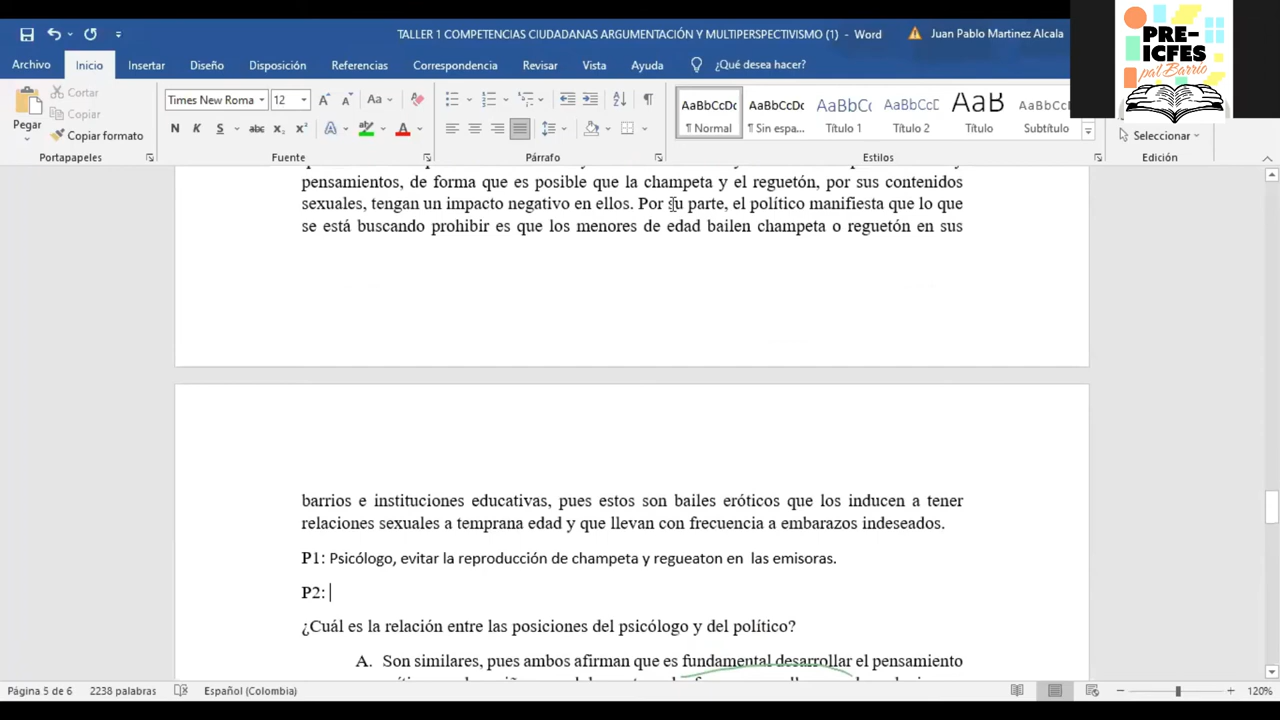 TALLER 1 COMPETENCIAS CIUDADANAS ARGUMENTACIÓN Y MULTIPERSPECTIVISMO (1) - Word
Juan Pablo Martinez Alcala
PRE-
ICFES
pal Barrio
Archivo Inicio Insertar Diseño Disposición Referencias Correspondencia Revisar Vista Ayuda ¿Qué desea hacer?
Pegar
Cortar
Copiar
Copiar formato
Portapapeles
Times New Roma 12
N K S abc
Fuente
Párrafo
AaBbCcDc ¶ Normal
AaBbCcDc ¶ Sin espa...
AaBbCcD Título 1
AaBbCcD Título 2
AaB Título
AaBbCcD Subtítulo
Estilos
Seleccionar
Edición
pensamientos, de forma que es posible que la champeta y el reguetón, por sus contenidos
sexuales, tengan un impacto negativo en ellos. Por su parte, el político manifiesta que lo que
se está buscando prohibir es que los menores de edad bailen champeta o reguetón en sus
barrios e instituciones educativas, pues estos son bailes eróticos que los inducen a tener
relaciones sexuales a temprana edad y que llevan con frecuencia a embarazos indeseados.
P1: Psicólogo, evitar la reproducción de champeta y regueaton en las emisoras.
P2:
¿Cuál es la relación entre las posiciones del psicólogo y del político?
A. Son similares, pues ambos afirman que es fundamental desarrollar el pensamiento
Página 5 de 6 2238 palabras Español (Colombia) 120%